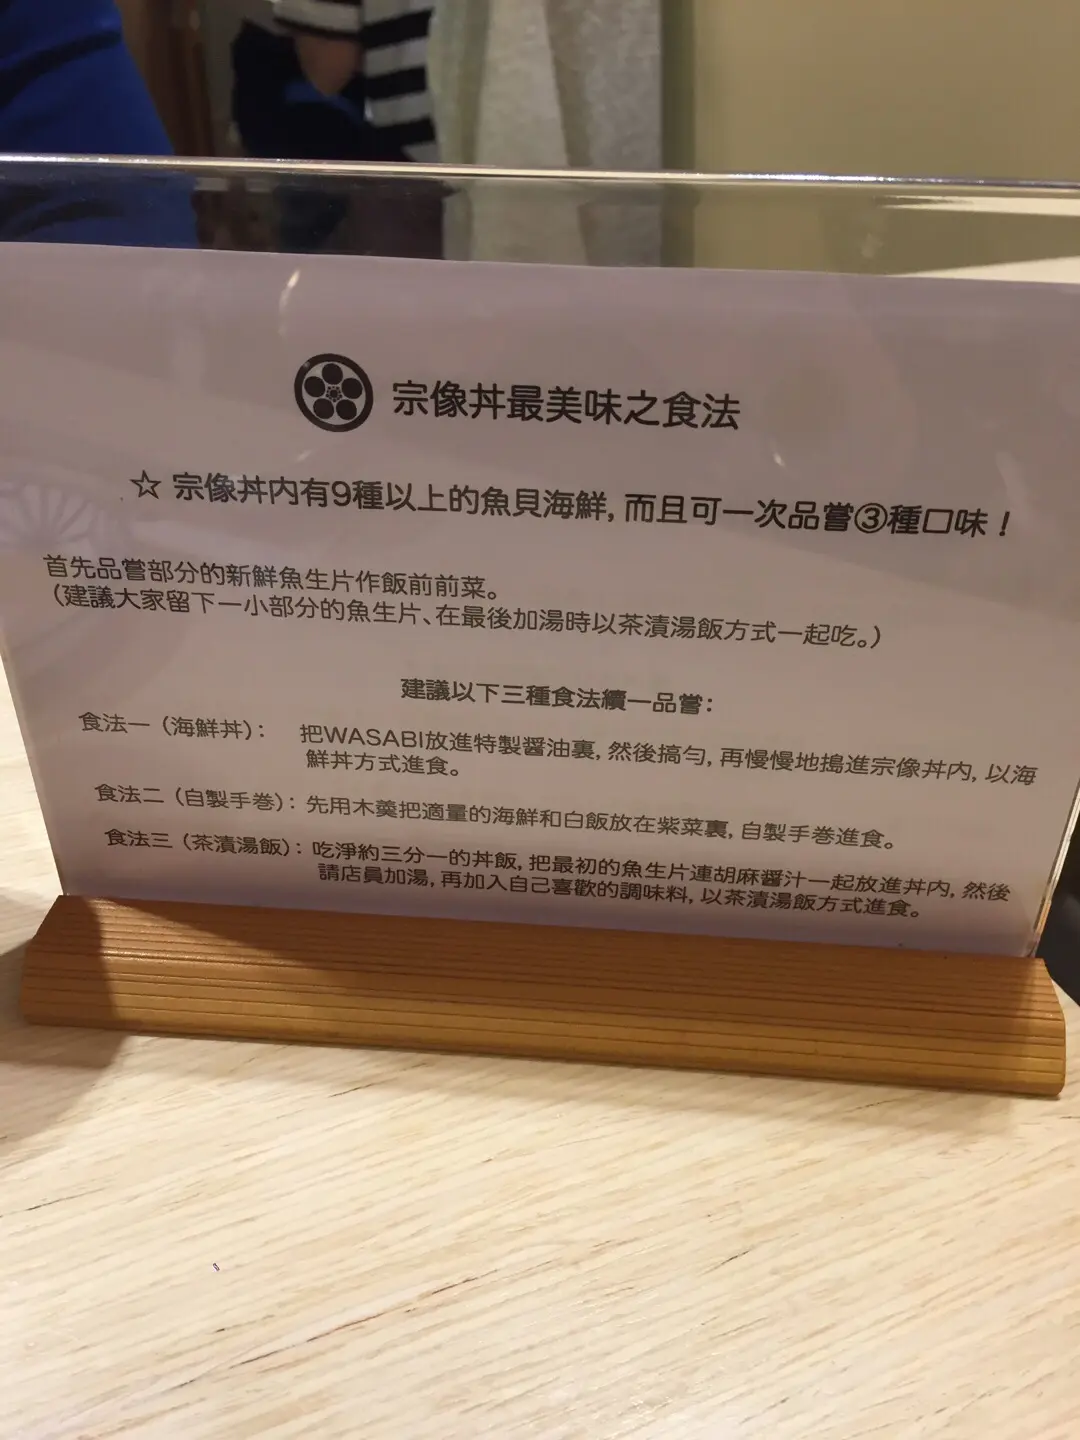 宗像丼最美味之食法
☆ 宗像丼内有9種以上的魚貝海鮮, 而且可一次品嘗③種口味！
首先品嘗部分的新鮮魚生片作飯前前菜。
（建議大家留下一小部分的魚生片、在最後加湯時以茶漬湯飯方式一起吃。）
建議以下三種食法續一品嘗：
食法一（海鮮丼）： 把WASABI放進特製醤油裏, 然後搞勻, 再慢慢地搗進宗像丼内, 以海
鮮丼方式進食。
食法二（自製手巻）： 先用木羹把適量的海鮮和白飯放在紫菜裏, 自製手巻進食。
食法三（茶漬湯飯）： 吃淨約三分一的丼飯, 把最初的魚生片連胡麻醤汁一起放進丼内, 然後
請店員加湯, 再加入自己喜歡的調味料, 以茶漬湯飯方式進食。